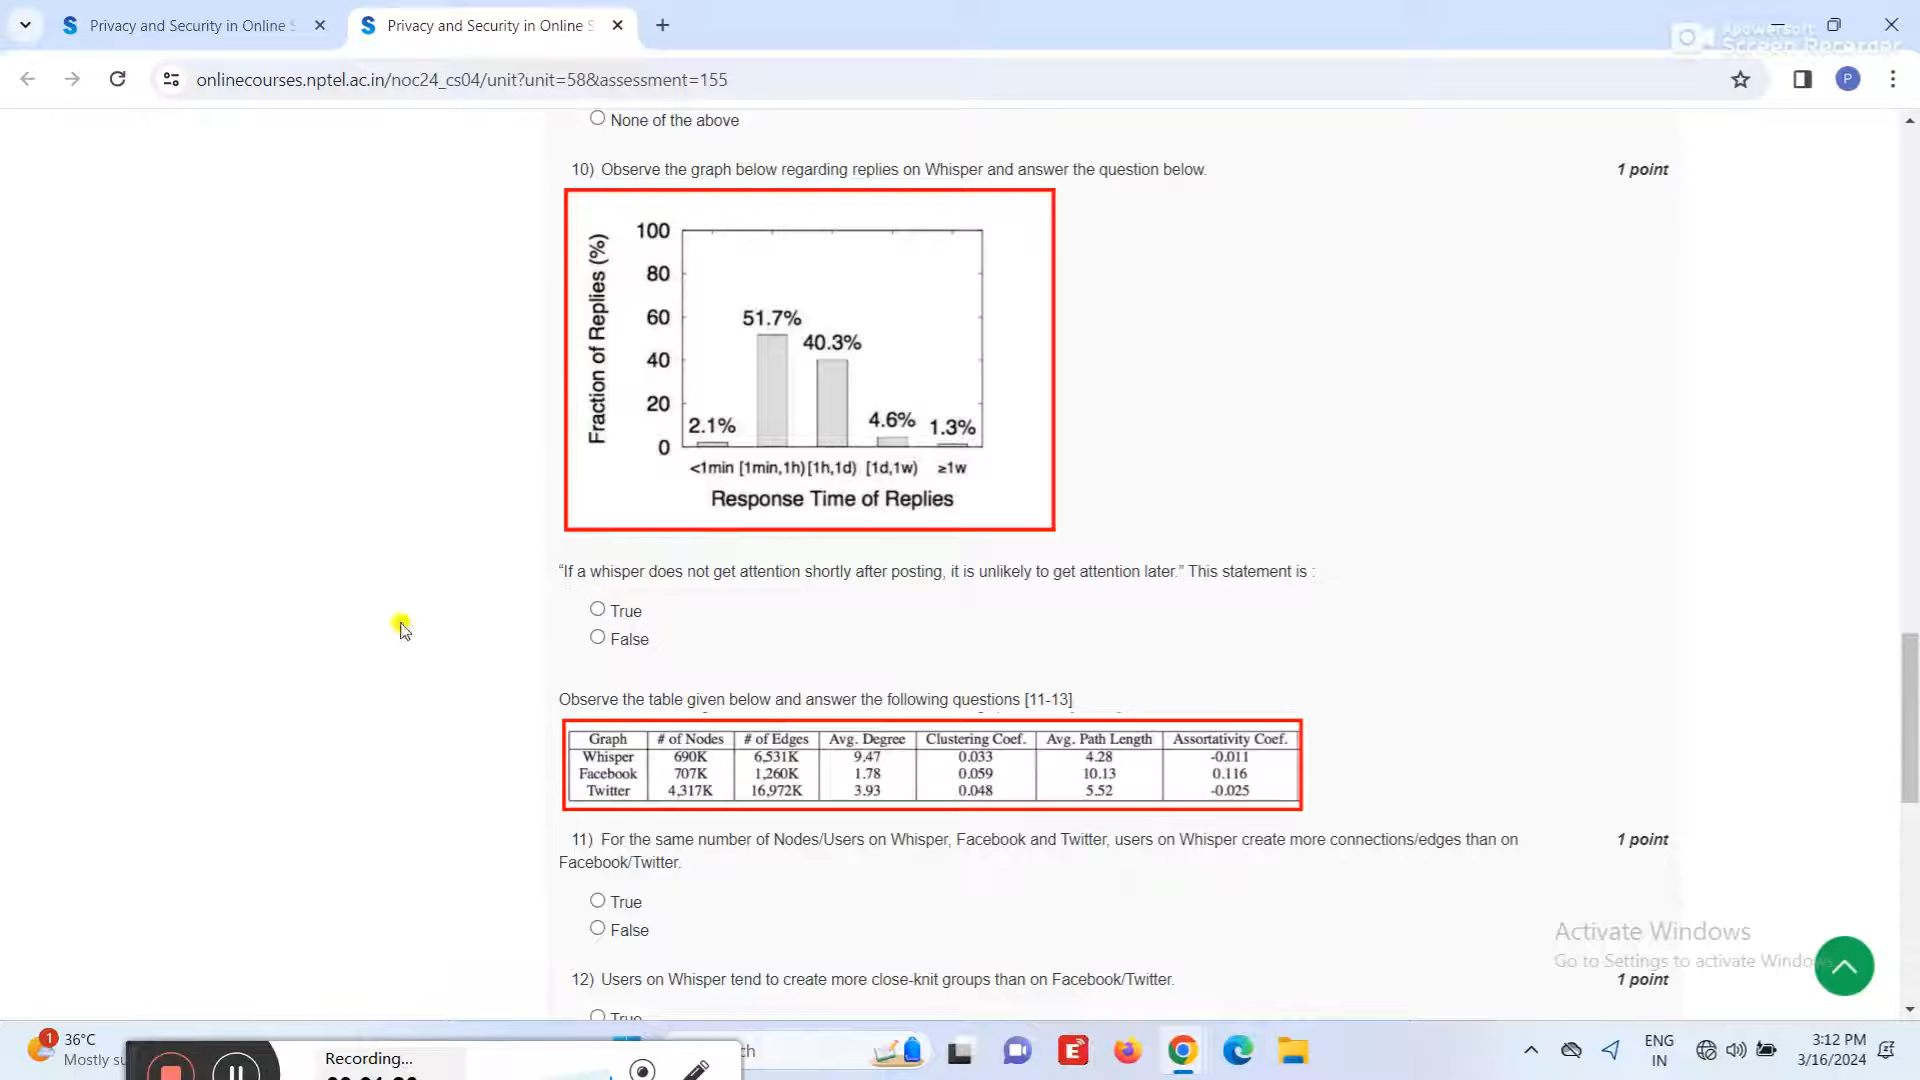 Privacy and Security in Online S
Privacy and Security in Online S
Apowersoft
Screen Recorder
onlinecourses.nptel.ac.in/noc24_cs04/unit?unit=58&assessment=155
P
None of the above
10) Observe the graph below regarding replies on Whisper and answer the question below.
1 point
Fraction of Replies (%)
100
80
60
40
20
0
2.1%
51.7%
40.3%
4.6%
1.3%
<1min [1min,1h) [1h,1d) [1d,1w) ≥1w
Response Time of Replies
“If a whisper does not get attention shortly after posting, it is unlikely to get attention later.” This statement is :
True
False
Observe the table given below and answer the following questions [11-13]
Graph # of Nodes # of Edges Avg. Degree Clustering Coef. Avg. Path Length Assortativity Coef.
Whisper 690K 6,531K 9.47 0.033 4.28 -0.011
Facebook 707K 1,260K 1.78 0.059 10.13 0.116
Twitter 4,317K 16,972K 3.93 0.048 5.52 -0.025
11) For the same number of Nodes/Users on Whisper, Facebook and Twitter, users on Whisper create more connections/edges than on
Facebook/Twitter.
1 point
True
False
Activate Windows
Go to Settings to activate Windows
12) Users on Whisper tend to create more close-knit groups than on Facebook/Twitter.
1 point
True
1
36°C
Mostly su
Recording...
ch
E
ENG
IN
3:12 PM
3/16/2024